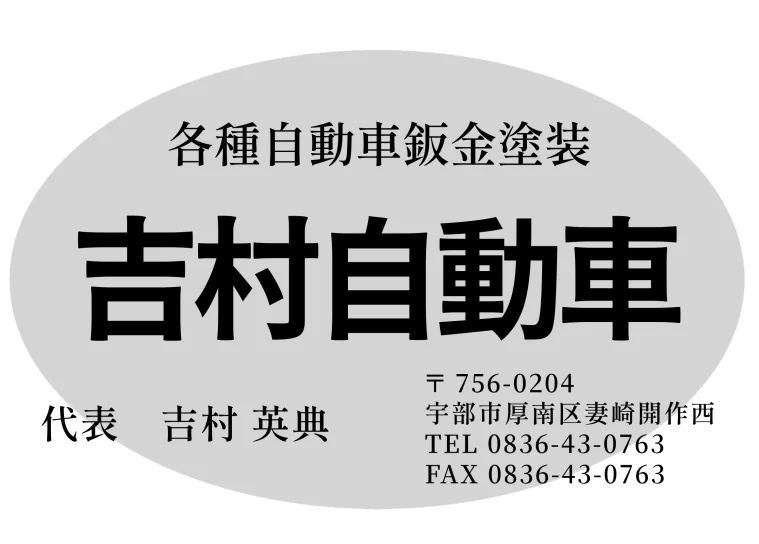 各種自動車鈑金塗装
吉村自動車
代表　吉村 英典
〒 756-0204
宇部市厚南区妻崎開作西
TEL 0836-43-0763
FAX 0836-43-0763